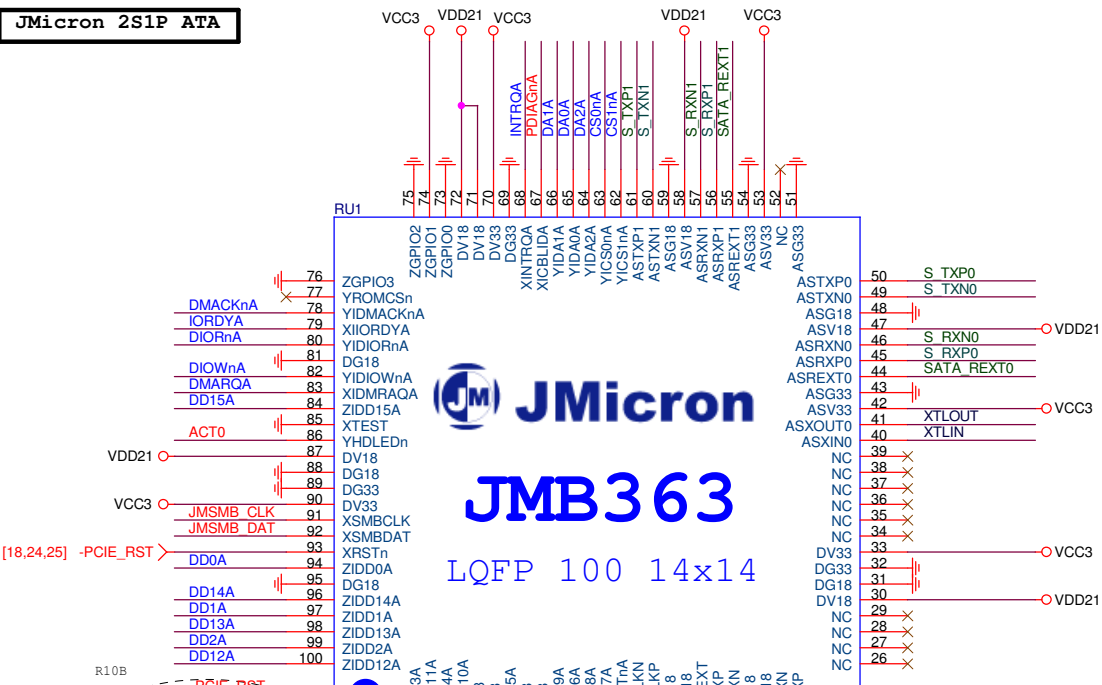 JMicron 2S1P ATA
VCC3
VDD21
VCC3
VDD21
VCC3
INTRQA
PDIAGnA
DA1A
DA0A
DA2A
CS0nA
CS1nA
S_TXP1
S_TXN1
S_RXN1
S_RXP1
SATA_REXT1
75 74 73 72 71 70 69 68 67 66 65 64 63 62 61 60 59 58 57 56 55 54 53 52 51
RU1
ZGPIO2
ZGPIO1
ZGPIO0
DV18
DV18
DV33
DG33
XINTRQA
XICBLIDA
YIDA1A
YIDA0A
YIDA2A
YICS0nA
YICS1nA
ASTXP1
ASTXN1
ASG18
ASV18
ASRXN1
ASRXP1
ASREXT1
ASG33
ASV33
NC
ASG33
76 ZGPIO3
77 YROMCSn
DMACKnA 78 YIDMACKnA
IORDYA 79 XIIORDYA
DIORnA 80 YIDIORnA
81 DG18
DIOWnA 82 YIDIOWnA
DMARQA 83 XIDMRAQA
DD15A 84 ZIDD15A
85 XTEST
ACT0 86 YHDLEDn
VDD21 87 DV18
88 DG18
89 DG33
VCC3 90 DV33
JMSMB_CLK 91 XSMBCLK
JMSMB_DAT 92 XSMBDAT
[18,24,25] -PCIE_RST 93 XRSTn
DD0A 94 ZIDD0A
95 DG18
DD14A 96 ZIDD14A
DD1A 97 ZIDD1A
DD13A 98 ZIDD13A
DD2A 99 ZIDD2A
DD12A 100 ZIDD12A
JM JMicron
JMB363
LQFP 100 14x14
ASTXP0 50 S_TXP0
ASTXN0 49 S_TXN0
ASG18 48
ASV18 47 VDD21
ASRXN0 46 S_RXN0
ASRXP0 45 S_RXP0
ASREXT0 44 SATA_REXT0
ASG33 43
ASV33 42 VCC3
ASXOUT0 41 XTLOUT
ASXIN0 40 XTLIN
NC 39
NC 38
NC 37
NC 36
NC 35
NC 34
DV33 33 VCC3
DG33 32
DG18 31
DV18 30 VDD21
NC 29
NC 28
NC 27
NC 26
R10B